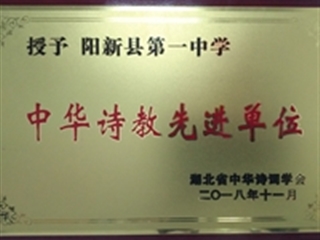 授予 阳新县第一中学
中华诗教先进单位
湖北省中华诗词学会
二〇一八年十一月